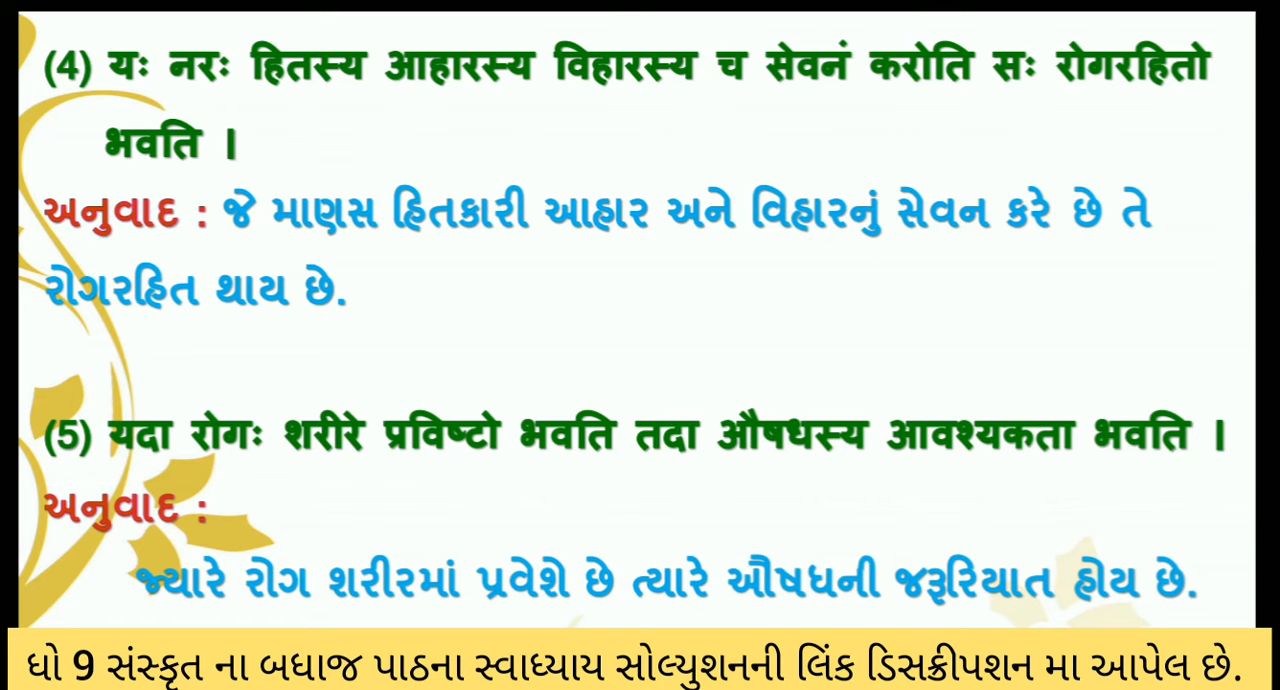 (4) यः नरः हितस्य आहारस्य विहारस्य च सेवनं करोति सः रोगरहितो
भवति ।
અનુવાદ : જે માણસ હિતકારી આહાર અને વિહારનું સેવન કરે છે તે
રોગરહિત થાય છે.
(5) यदा रोगः शरीरे प्रविष्टो भवति तदा औषधस्य आवश्यकता भवति ।
અનુવાદ :
જ્યારે રોગ શરીરમાં પ્રવેશે છે ત્યારે ઔષધની જરૂરિયાત હોય છે.
ધો 9 સંસ્કૃત ના બધાજ પાઠના સ્વાધ્યાય સોલ્યુશનની લિંક ડિસક્રીપશન મા આપેલ છે.